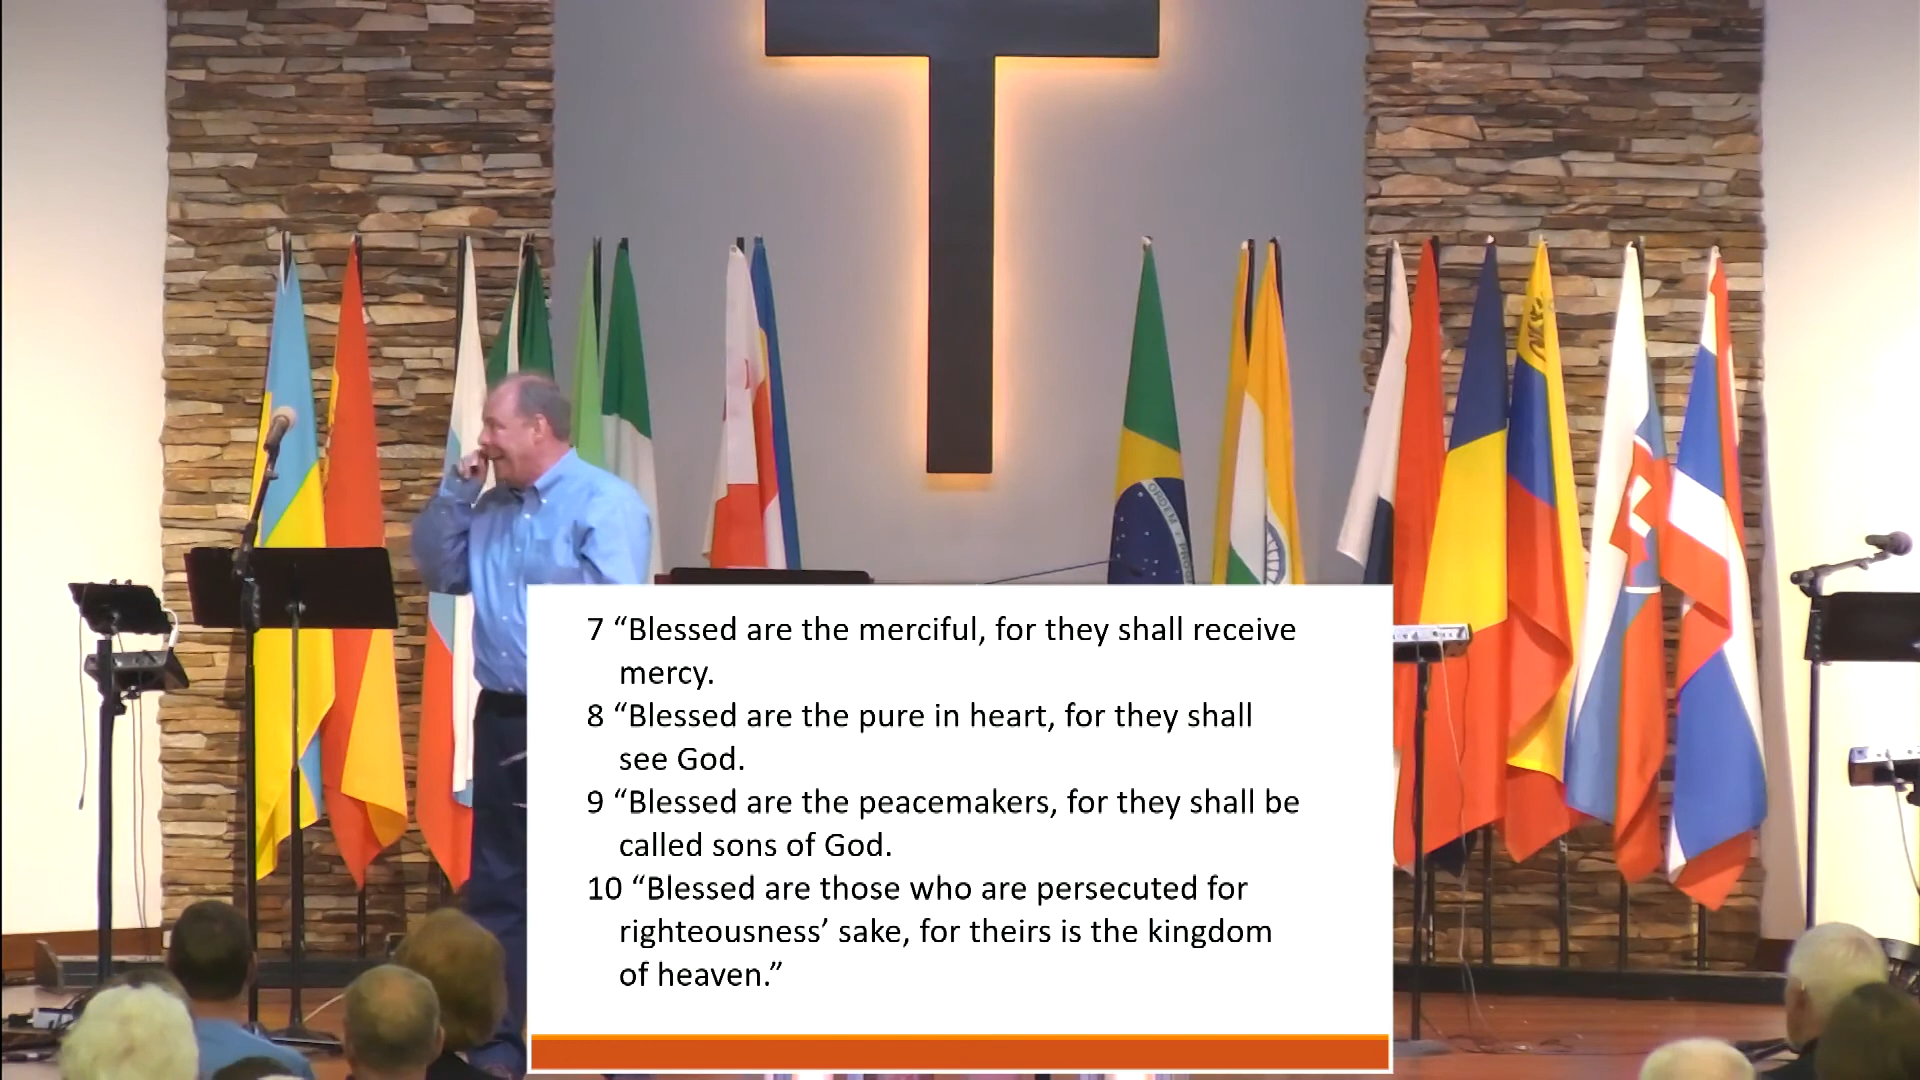 7 “Blessed are the merciful, for they shall receive
mercy.
8 “Blessed are the pure in heart, for they shall
see God.
9 “Blessed are the peacemakers, for they shall be
called sons of God.
10 “Blessed are those who are persecuted for
righteousness’ sake, for theirs is the kingdom
of heaven.”